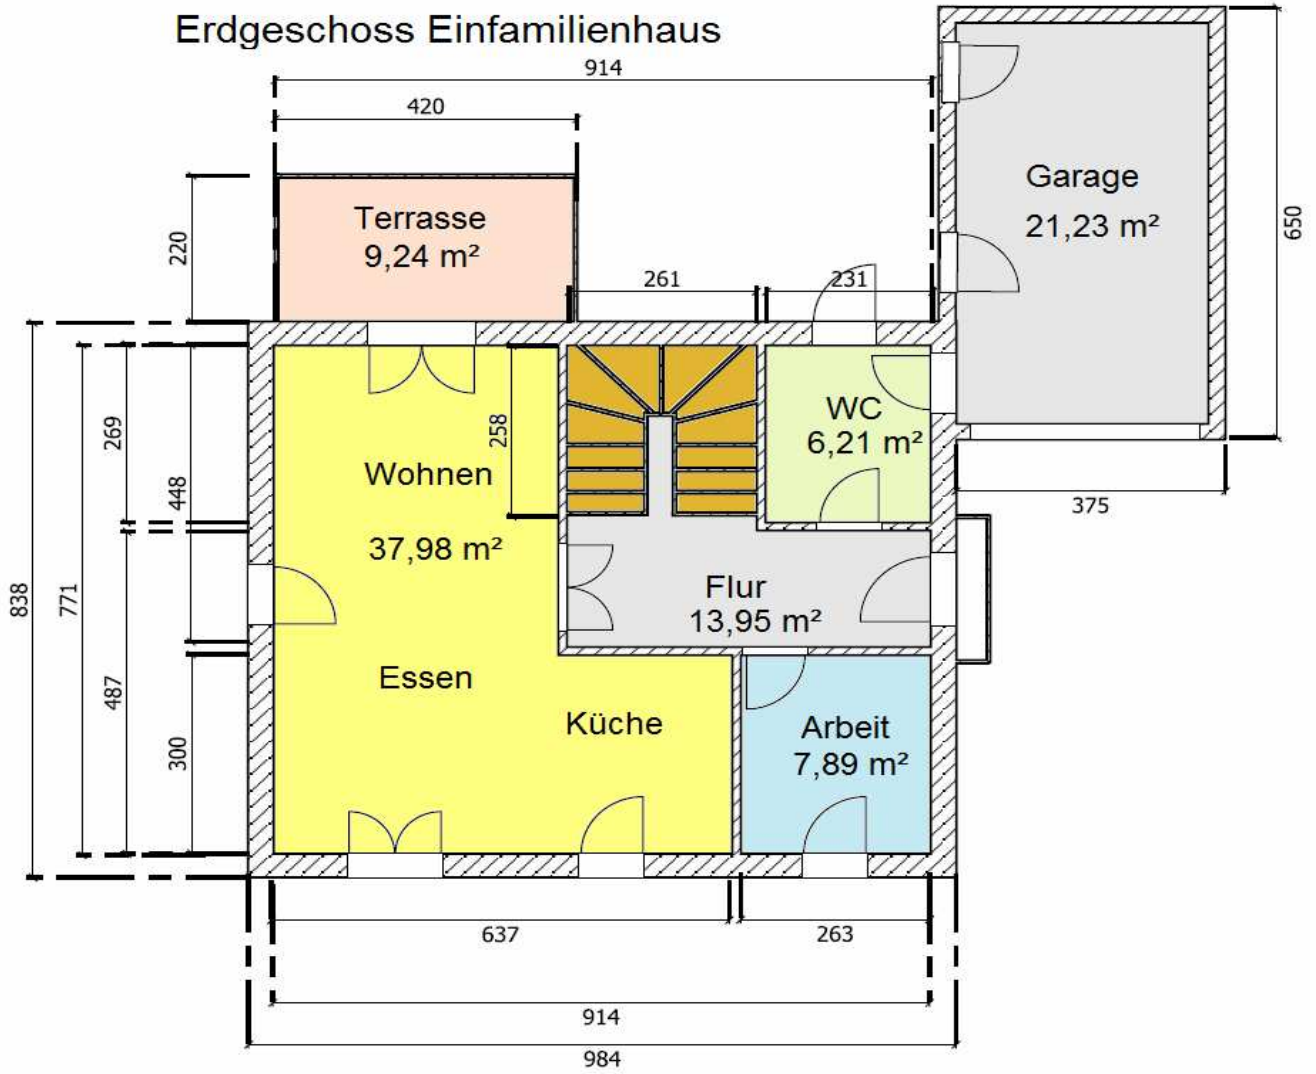 Erdgeschoss Einfamilienhaus
914
420
Terrasse
9,24 m²
220
261
231
Garage
21,23 m²
650
375
838
771
269
448
487
300
258
WC
6,21 m²
Wohnen
37,98 m²
Flur
13,95 m²
Essen
Küche
Arbeit
7,89 m²
637
263
914
984